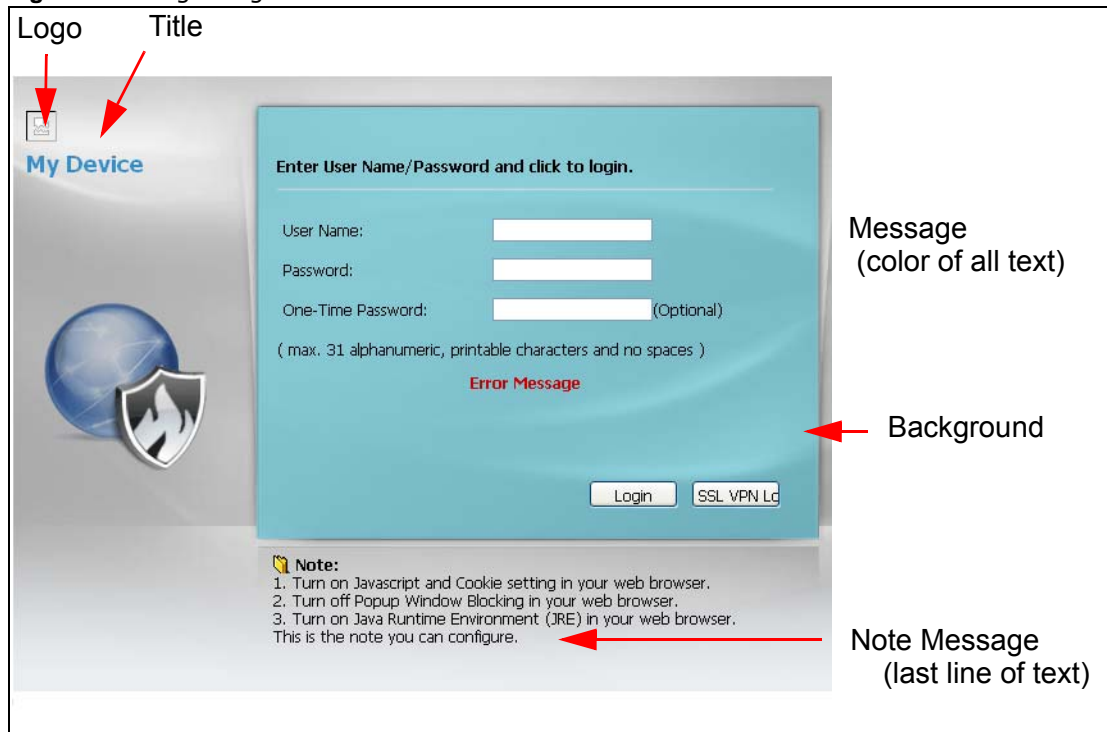 Logo Title
My Device
Enter User Name/Password and click to login.
User Name:
Password:
One-Time Password: (Optional)
( max. 31 alphanumeric, printable characters and no spaces )
Error Message
Login SSL VPN Lo
Note:
1. Turn on Javascript and Cookie setting in your web browser.
2. Turn off Popup Window Blocking in your web browser.
3. Turn on Java Runtime Environment (JRE) in your web browser.
This is the note you can configure.
Message
(color of all text)
Background
Note Message
(last line of text)